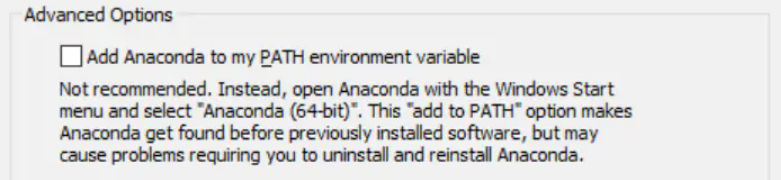 Advanced Options
Add Anaconda to my PATH environment variable
Not recommended. Instead, open Anaconda with the Windows Start
menu and select "Anaconda (64-bit)". This "add to PATH" option makes
Anaconda get found before previously installed software, but may
cause problems requiring you to uninstall and reinstall Anaconda.